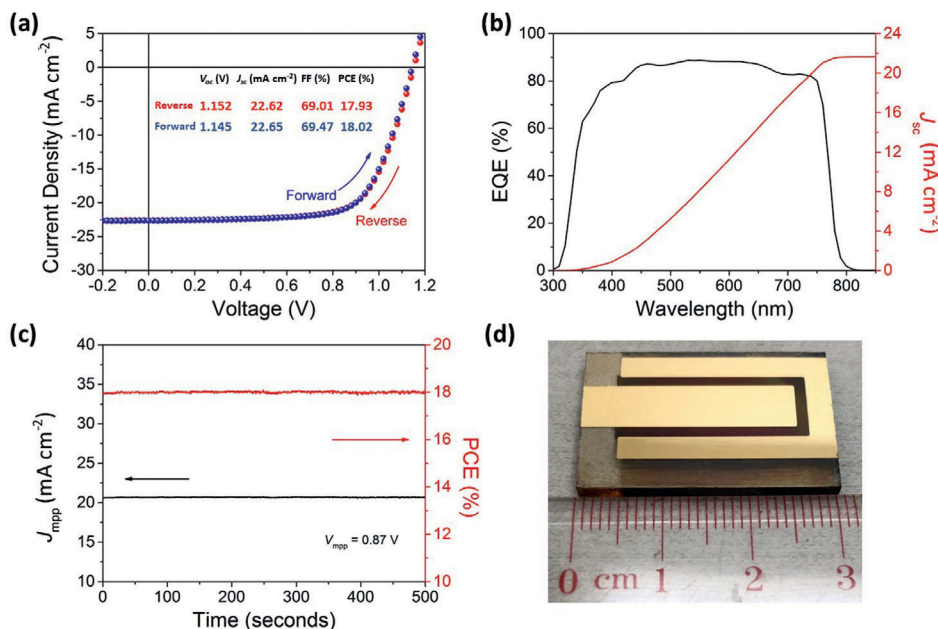 (a)
5
0
-5
-10
-15
-20
-25
-30
Current Density (mA cm⁻²)
Voc (V) Jsc (mA cm⁻²) FF (%) PCE (%)
Reverse 1.152 22.62 69.01 17.93
Forward 1.145 22.65 69.47 18.02
Forward
Reverse
-0.2 0.0 0.2 0.4 0.6 0.8 1.0 1.2
Voltage (V)
(b)
100
80
60
40
20
0
EQE (%)
24
20
16
12
8
4
0
Jsc (mA cm⁻²)
300 400 500 600 700 800
Wavelength (nm)
(c)
40
35
30
25
20
15
10
Jmpp (mA cm⁻²)
20
18
16
14
12
10
PCE (%)
Vmpp = 0.87 V
0 100 200 300 400 500
Time (seconds)
(d)
0 cm 1 2 3